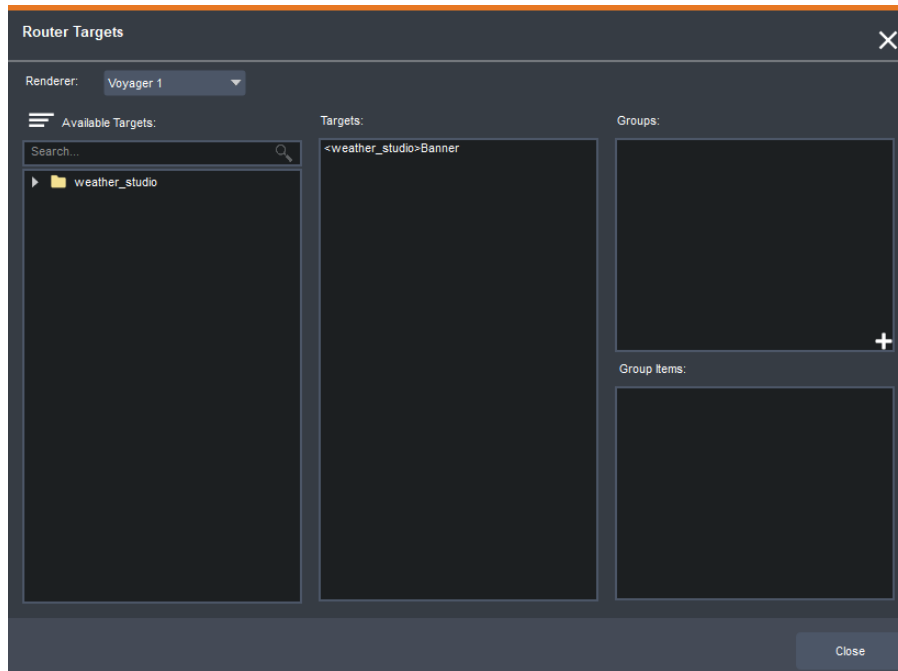 Router Targets
Renderer:
Voyager 1
Available Targets:
Search...
weather_studio
Targets:
<weather_studio>Banner
Groups:
Group Items:
Close